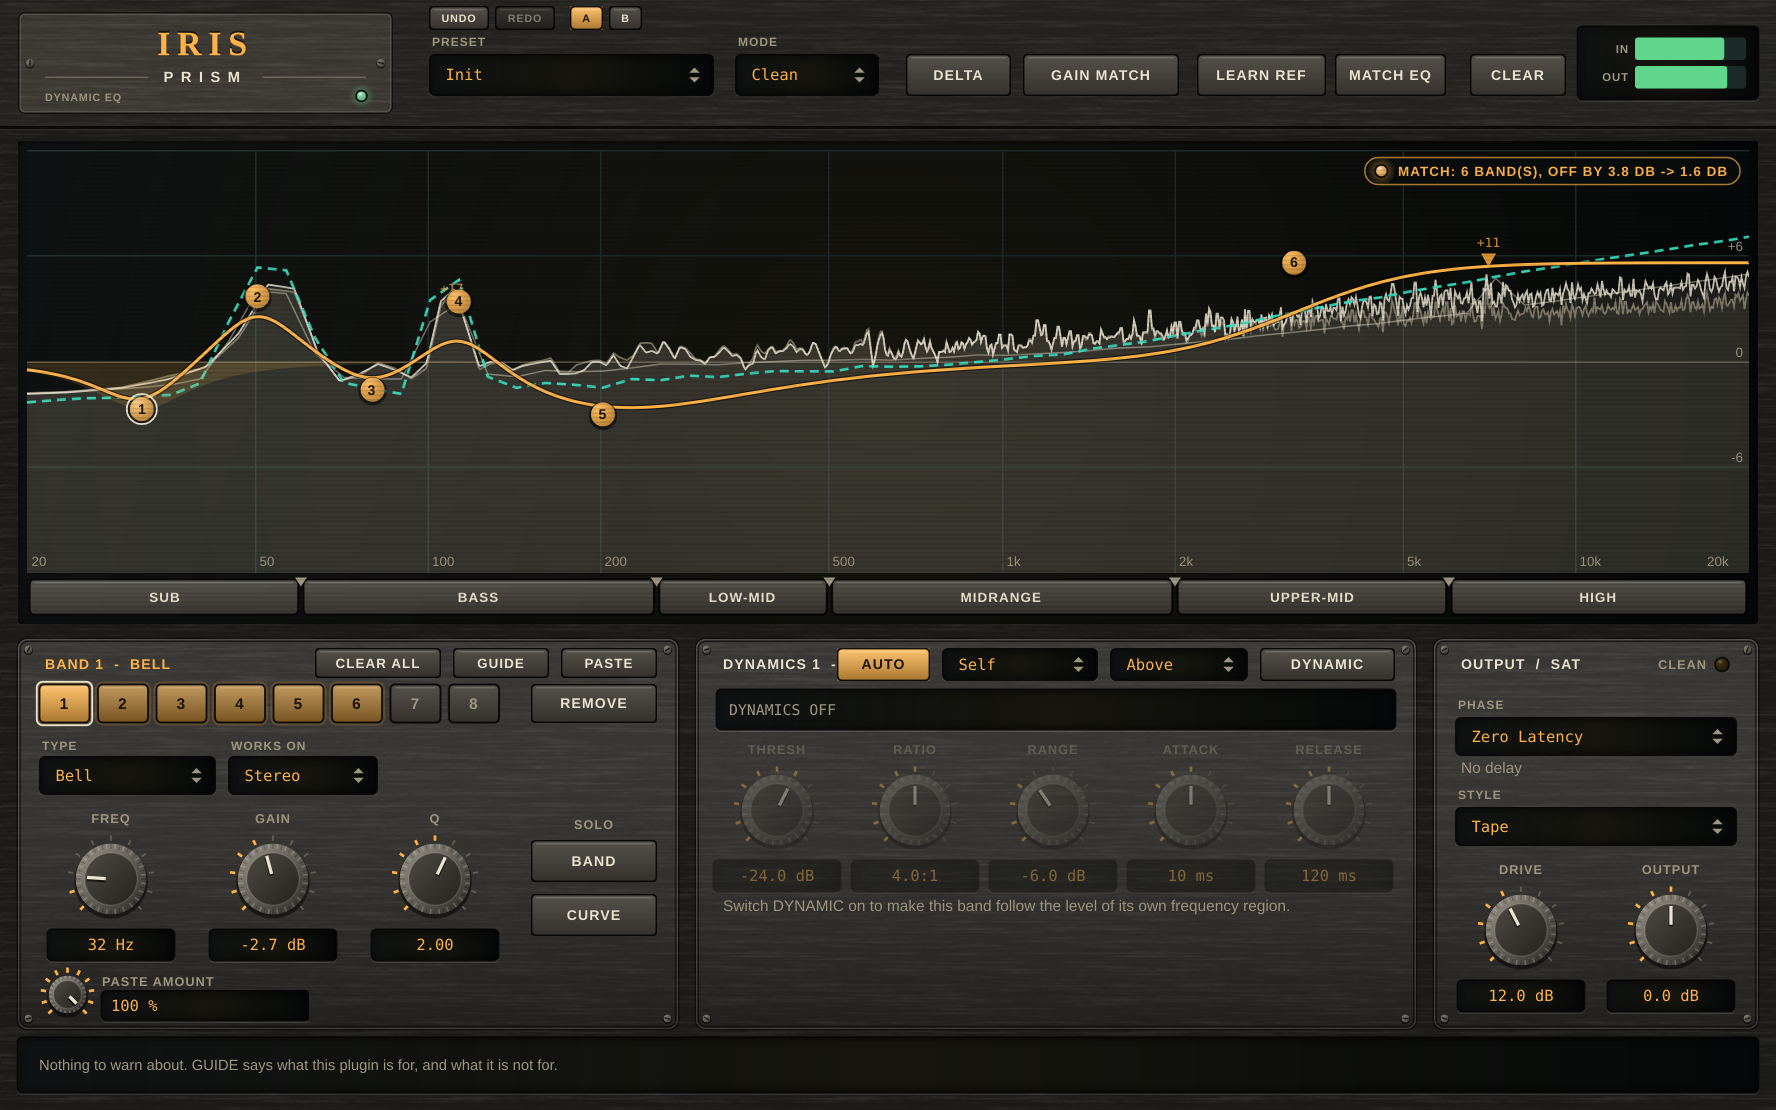 UNDO REDO A B
IRIS
PRISM
DYNAMIC EQ
PRESET MODE
Init Clean DELTA GAIN MATCH LEARN REF MATCH EQ CLEAR
IN
OUT
MATCH: 6 BAND(S), OFF BY 3.8 DB -> 1.6 DB
+11
+6
6
2
4
0
3
1
5
-6
20 50 100 200 500 1k 2k 5k 10k 20k
SUB BASS LOW-MID MIDRANGE UPPER-MID HIGH
BAND 1 - BELL CLEAR ALL GUIDE PASTE
1 2 3 4 5 6 7 8 REMOVE
TYPE WORKS ON
Bell Stereo
FREQ GAIN Q SOLO
BAND
CURVE
32 Hz -2.7 dB 2.00
PASTE AMOUNT
100 %
DYNAMICS 1 - AUTO Self Above DYNAMIC
DYNAMICS OFF
THRESH RATIO RANGE ATTACK RELEASE
-24.0 dB 4.0:1 -6.0 dB 10 ms 120 ms
Switch DYNAMIC on to make this band follow the level of its own frequency region.
OUTPUT / SAT CLEAN
PHASE
Zero Latency
No delay
STYLE
Tape
DRIVE OUTPUT
12.0 dB 0.0 dB
Nothing to warn about. GUIDE says what this plugin is for, and what it is not for.